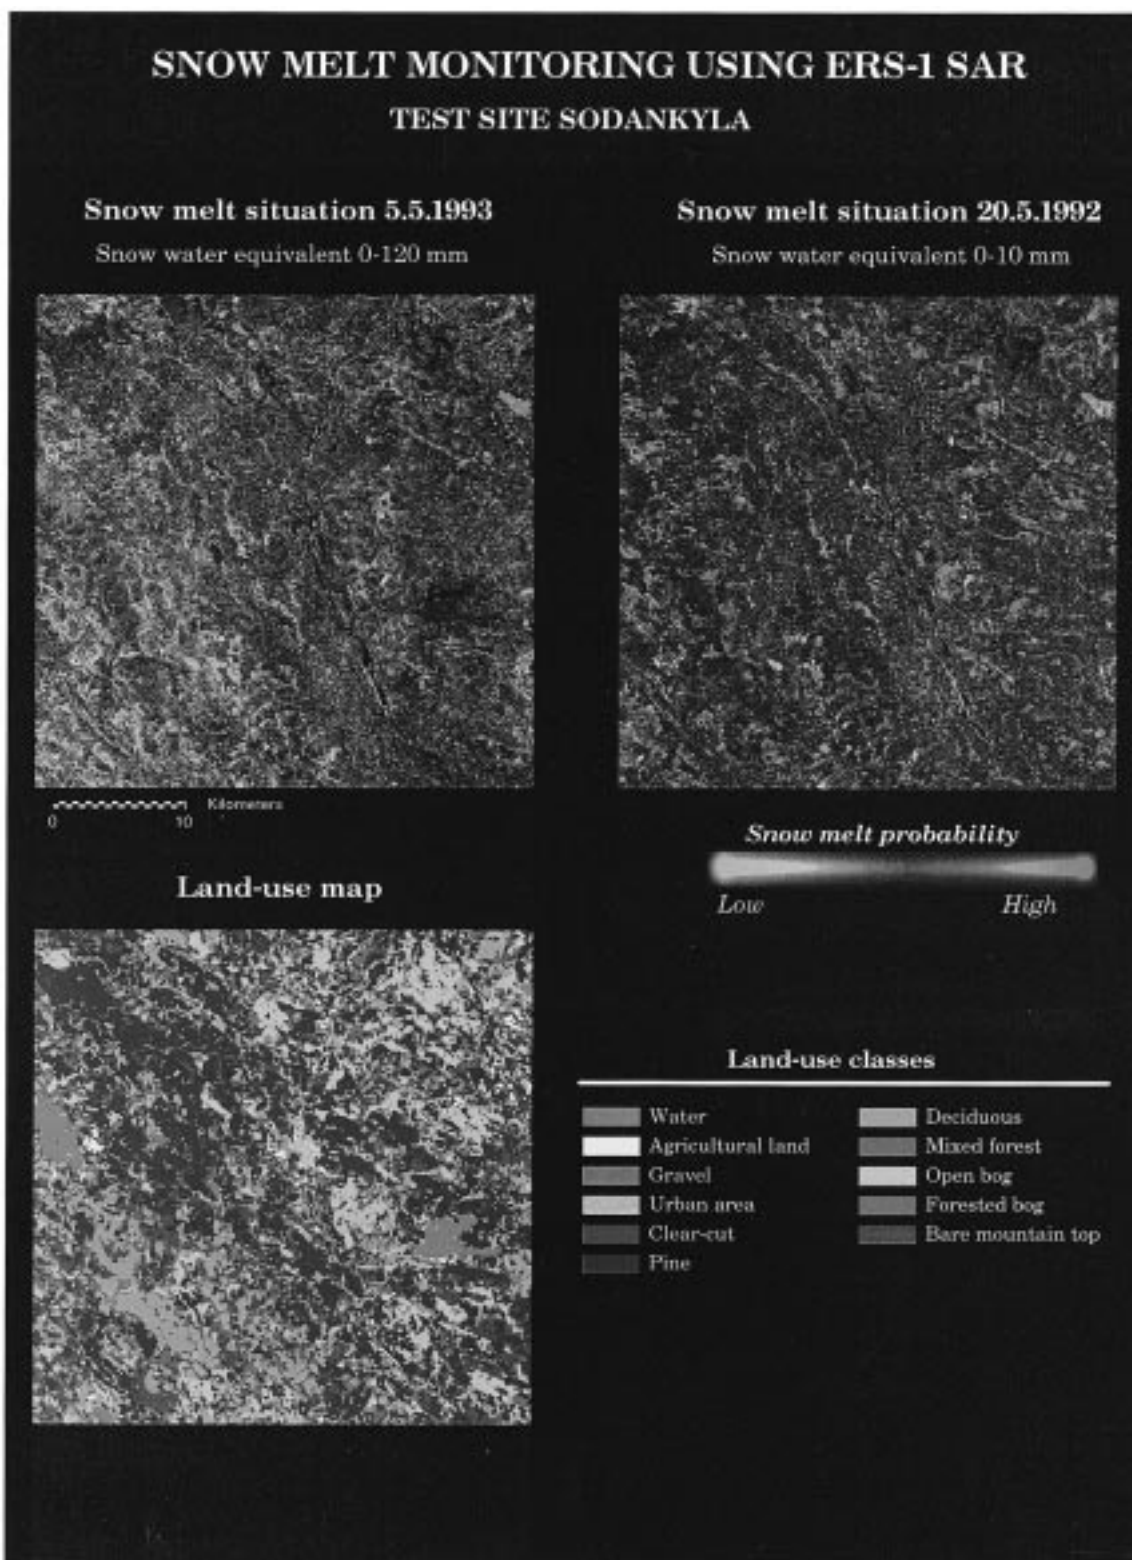 SNOW MELT MONITORING USING ERS-1 SAR
TEST SITE SODANKYLA
Snow melt situation 5.5.1993
Snow water equivalent 0-120 mm
Snow melt situation 20.5.1992
Snow water equivalent 0-10 mm
Kilometers
0 10
Snow melt probability
Low High
Land-use map
Land-use classes
Water
Agricultural land
Gravel
Urban area
Clear-cut
Pine
Deciduous
Mixed forest
Open bog
Forested bog
Bare mountain top